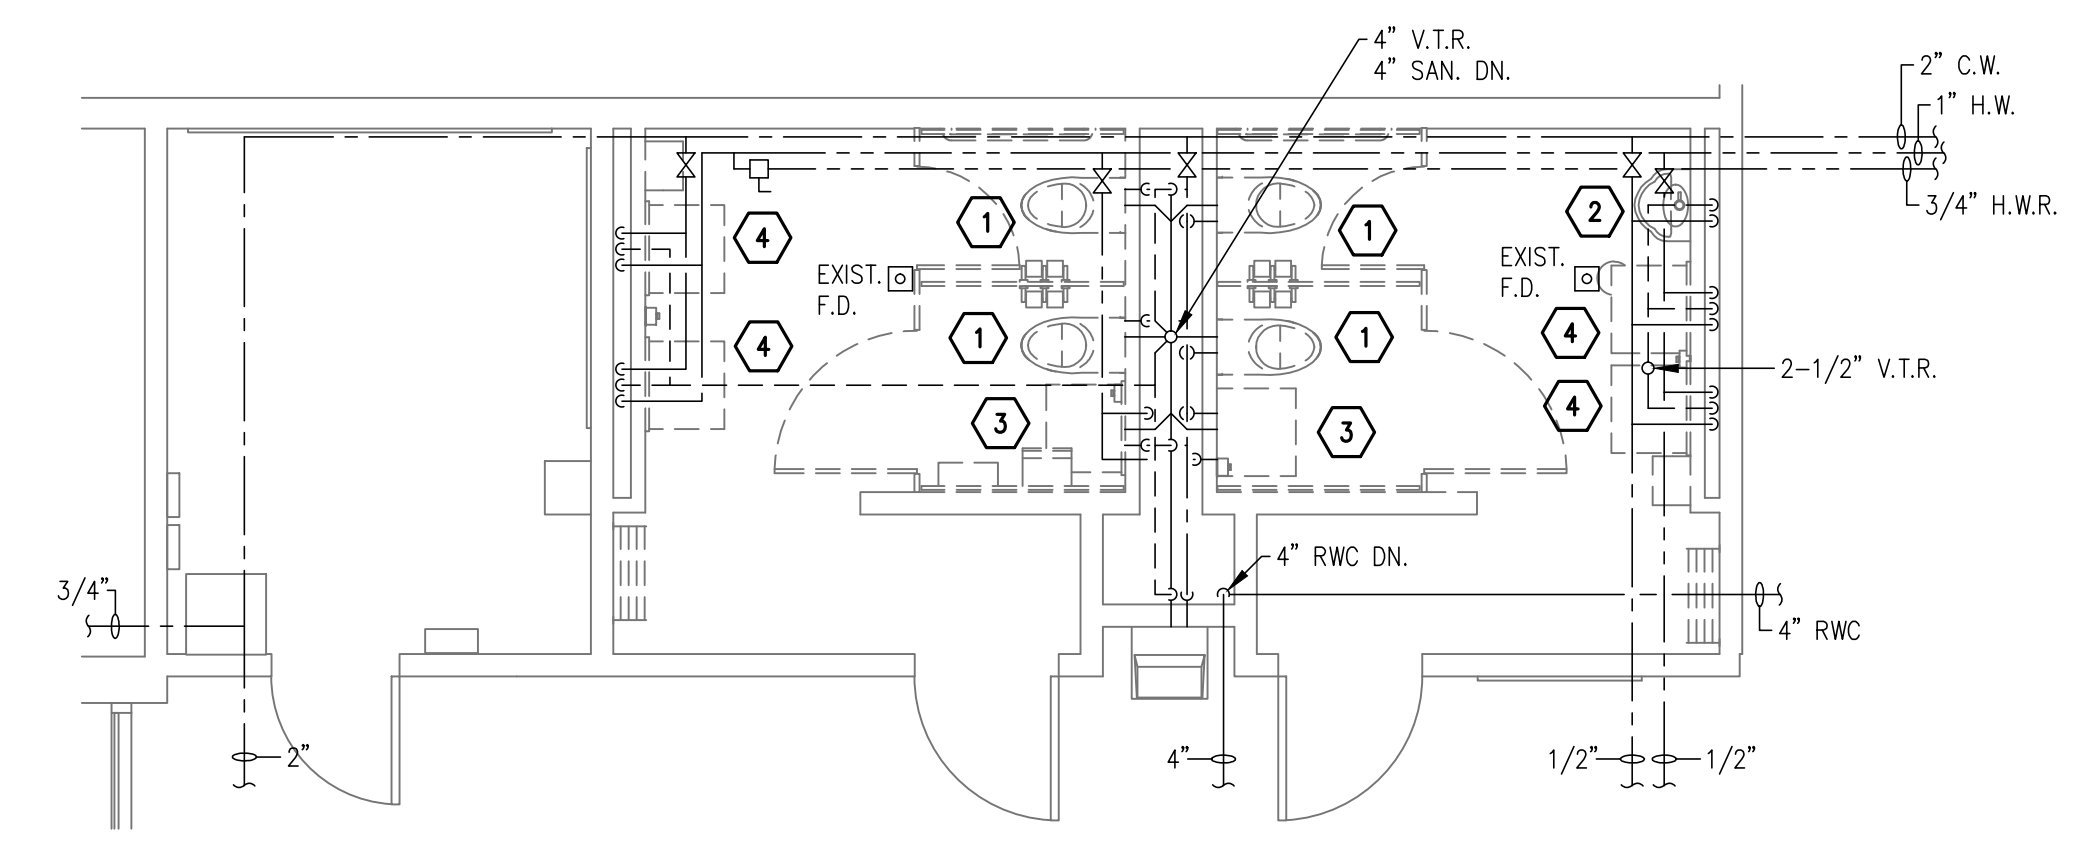 4” V.T.R.
4” SAN. DN.
2” C.W.
1” H.W.
3/4” H.W.R.
1
1
2
4
EXIST.
F.D.
EXIST.
F.D.
4
1
1
4
2-1/2” V.T.R.
3
3
4
4” RWC DN.
3/4”
4” RWC
2”
4”
1/2”
1/2”